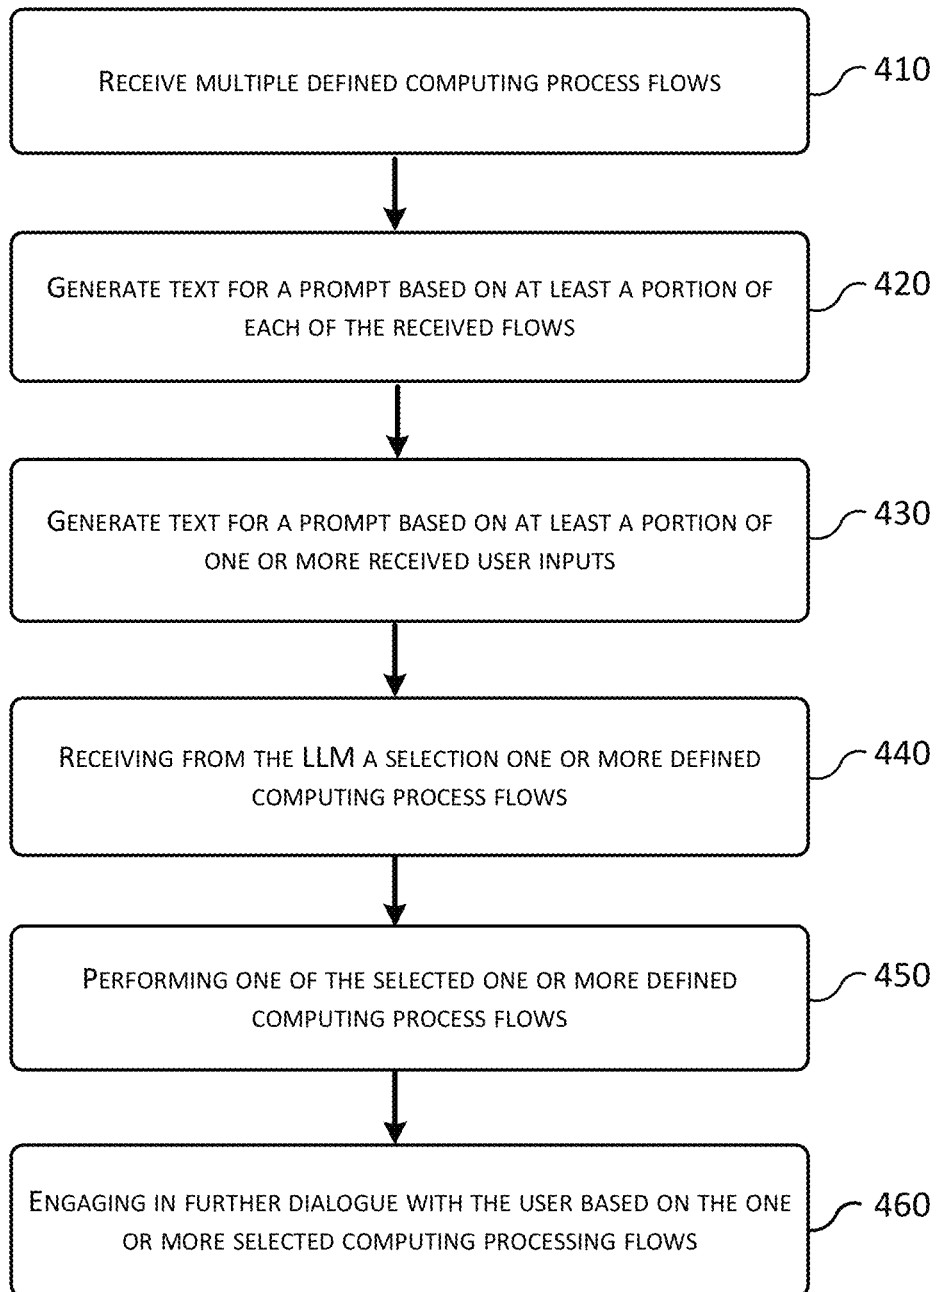 RECEIVE MULTIPLE DEFINED COMPUTING PROCESS FLOWS
410
GENERATE TEXT FOR A PROMPT BASED ON AT LEAST A PORTION OF
EACH OF THE RECEIVED FLOWS
420
GENERATE TEXT FOR A PROMPT BASED ON AT LEAST A PORTION OF
ONE OR MORE RECEIVED USER INPUTS
430
RECEIVING FROM THE LLM A SELECTION ONE OR MORE DEFINED
COMPUTING PROCESS FLOWS
440
PERFORMING ONE OF THE SELECTED ONE OR MORE DEFINED
COMPUTING PROCESS FLOWS
450
ENGAGING IN FURTHER DIALOGUE WITH THE USER BASED ON THE ONE
OR MORE SELECTED COMPUTING PROCESSING FLOWS
460